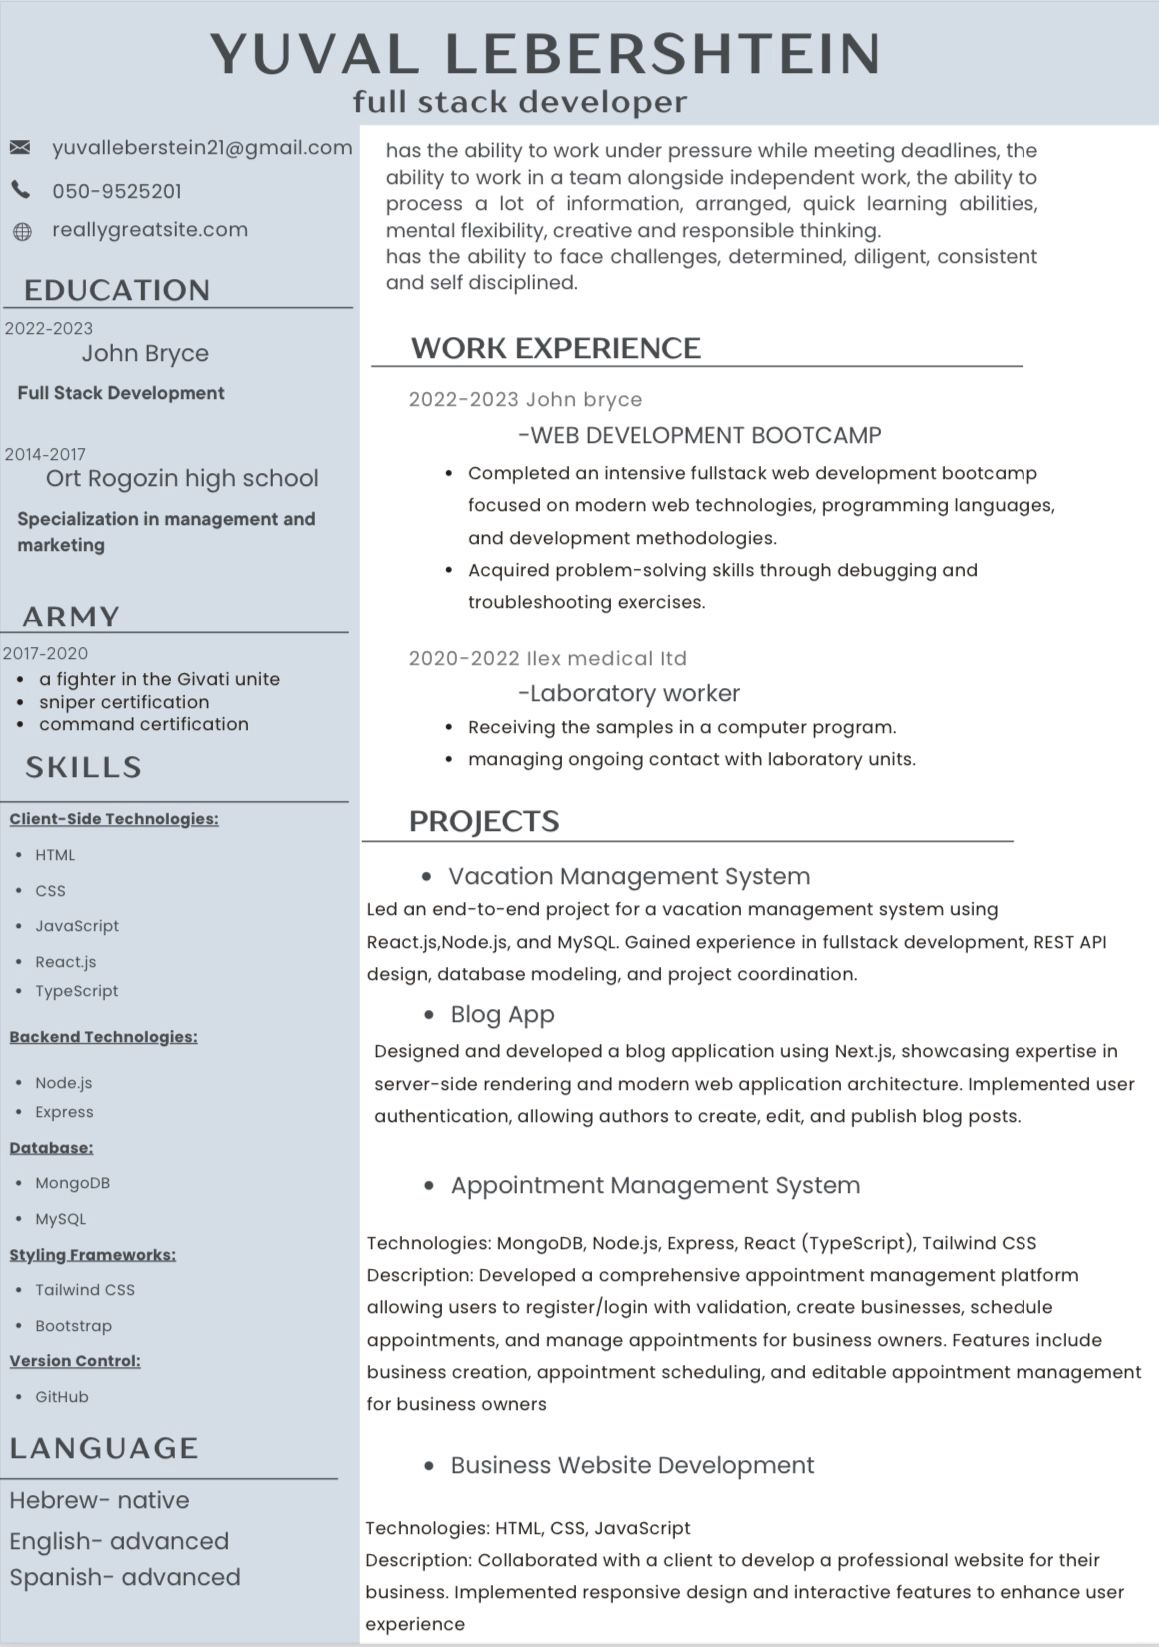 YUVAL LEBERSHTEIN
full stack developer
yuvalleberstein21@gmail.com
050-9525201
reallygreatsite.com
EDUCATION
2022-2023
John Bryce
Full Stack Development
2014-2017
Ort Rogozin high school
Specialization in management and
marketing
ARMY
2017-2020
• a fighter in the Givati unite
• sniper certification
• command certification
SKILLS
Client-Side Technologies:
• HTML
• CSS
• JavaScript
• React.js
• TypeScript
Backend Technologies:
• Node.js
• Express
Database:
• MongoDB
• MySQL
Styling Frameworks:
• Tailwind CSS
• Bootstrap
Version Control:
• GitHub
LANGUAGE
Hebrew- native
English- advanced
Spanish- advanced
has the ability to work under pressure while meeting deadlines, the
ability to work in a team alongside independent work, the ability to
process a lot of information, arranged, quick learning abilities,
mental flexibility, creative and responsible thinking.
has the ability to face challenges, determined, diligent, consistent
and self disciplined.
WORK EXPERIENCE
2022-2023 John bryce
-WEB DEVELOPMENT BOOTCAMP
• Completed an intensive fullstack web development bootcamp
focused on modern web technologies, programming languages,
and development methodologies.
• Acquired problem-solving skills through debugging and
troubleshooting exercises.
2020-2022 Ilex medical ltd
-Laboratory worker
• Receiving the samples in a computer program.
• managing ongoing contact with laboratory units.
PROJECTS
• Vacation Management System
Led an end-to-end project for a vacation management system using
React.js,Node.js, and MySQL. Gained experience in fullstack development, REST API
design, database modeling, and project coordination.
• Blog App
Designed and developed a blog application using Next.js, showcasing expertise in
server-side rendering and modern web application architecture. Implemented user
authentication, allowing authors to create, edit, and publish blog posts.
• Appointment Management System
Technologies: MongoDB, Node.js, Express, React (TypeScript), Tailwind CSS
Description: Developed a comprehensive appointment management platform
allowing users to register/login with validation, create businesses, schedule
appointments, and manage appointments for business owners. Features include
business creation, appointment scheduling, and editable appointment management
for business owners
• Business Website Development
Technologies: HTML, CSS, JavaScript
Description: Collaborated with a client to develop a professional website for their
business. Implemented responsive design and interactive features to enhance user
experience